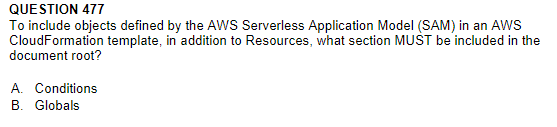 QUESTION 477
To include objects defined by the AWS Serverless Application Model (SAM) in an AWS
CloudFormation template, in addition to Resources, what section MUST be included in the
document root?
A. Conditions
B. Globals